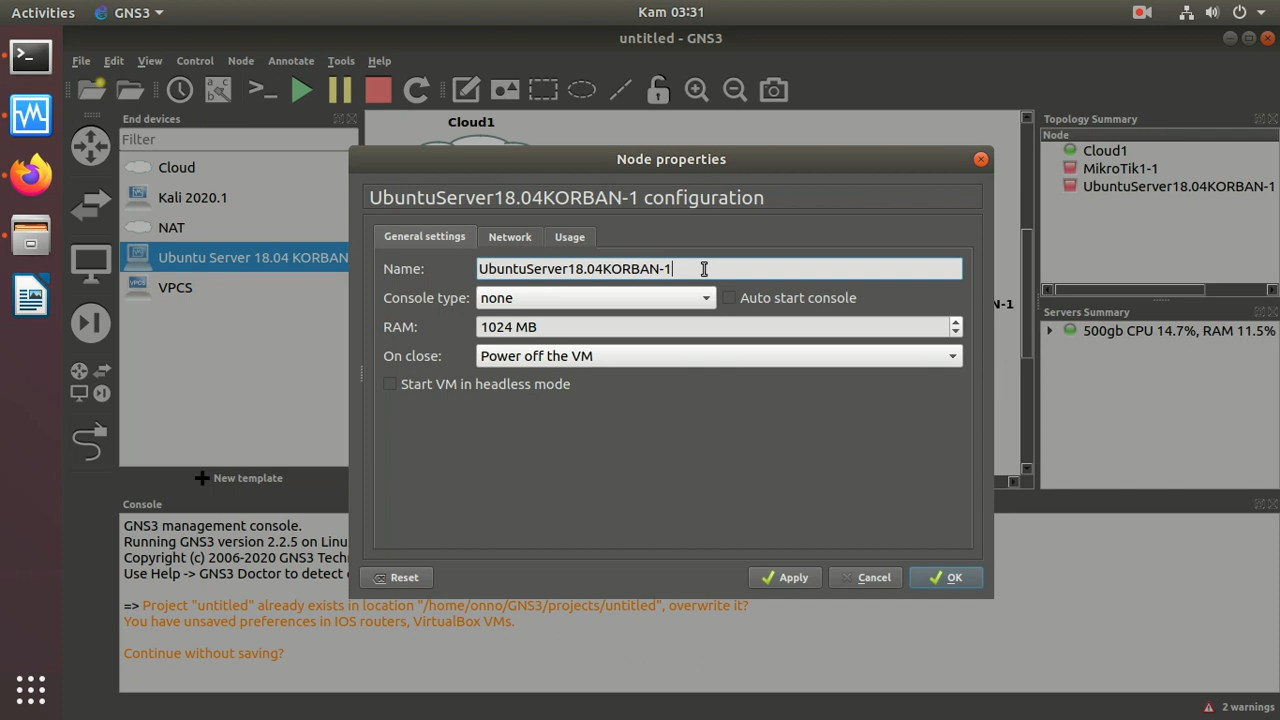 Activities
GNS3
Kam 03:31
untitled - GNS3
File Edit View Control Node Annotate Tools Help
End devices
Filter
Cloud
Kali 2020.1
NAT
Ubuntu Server 18.04 KORBAN
VPCS
New template
Cloud1
Node properties
UbuntuServer18.04KORBAN-1 configuration
General settings Network Usage
Name: UbuntuServer18.04KORBAN-1
Console type: none Auto start console
RAM: 1024 MB
On close: Power off the VM
Start VM in headless mode
Reset Apply Cancel OK
N-1
Topology Summary
Node
Cloud1
MikroTik1-1
UbuntuServer18.04KORBAN-1
Servers Summary
500gb CPU 14.7%, RAM 11.5%
Console
GNS3 management console.
Running GNS3 version 2.2.5 on Linu
Copyright (c) 2006-2020 GNS3 Techn
Use Help -> GNS3 Doctor to detect
=> Project "untitled" already exists in location "/home/onno/GNS3/projects/untitled", overwrite it?
You have unsaved preferences in IOS routers, VirtualBox VMs.
Continue without saving?
2 warnings